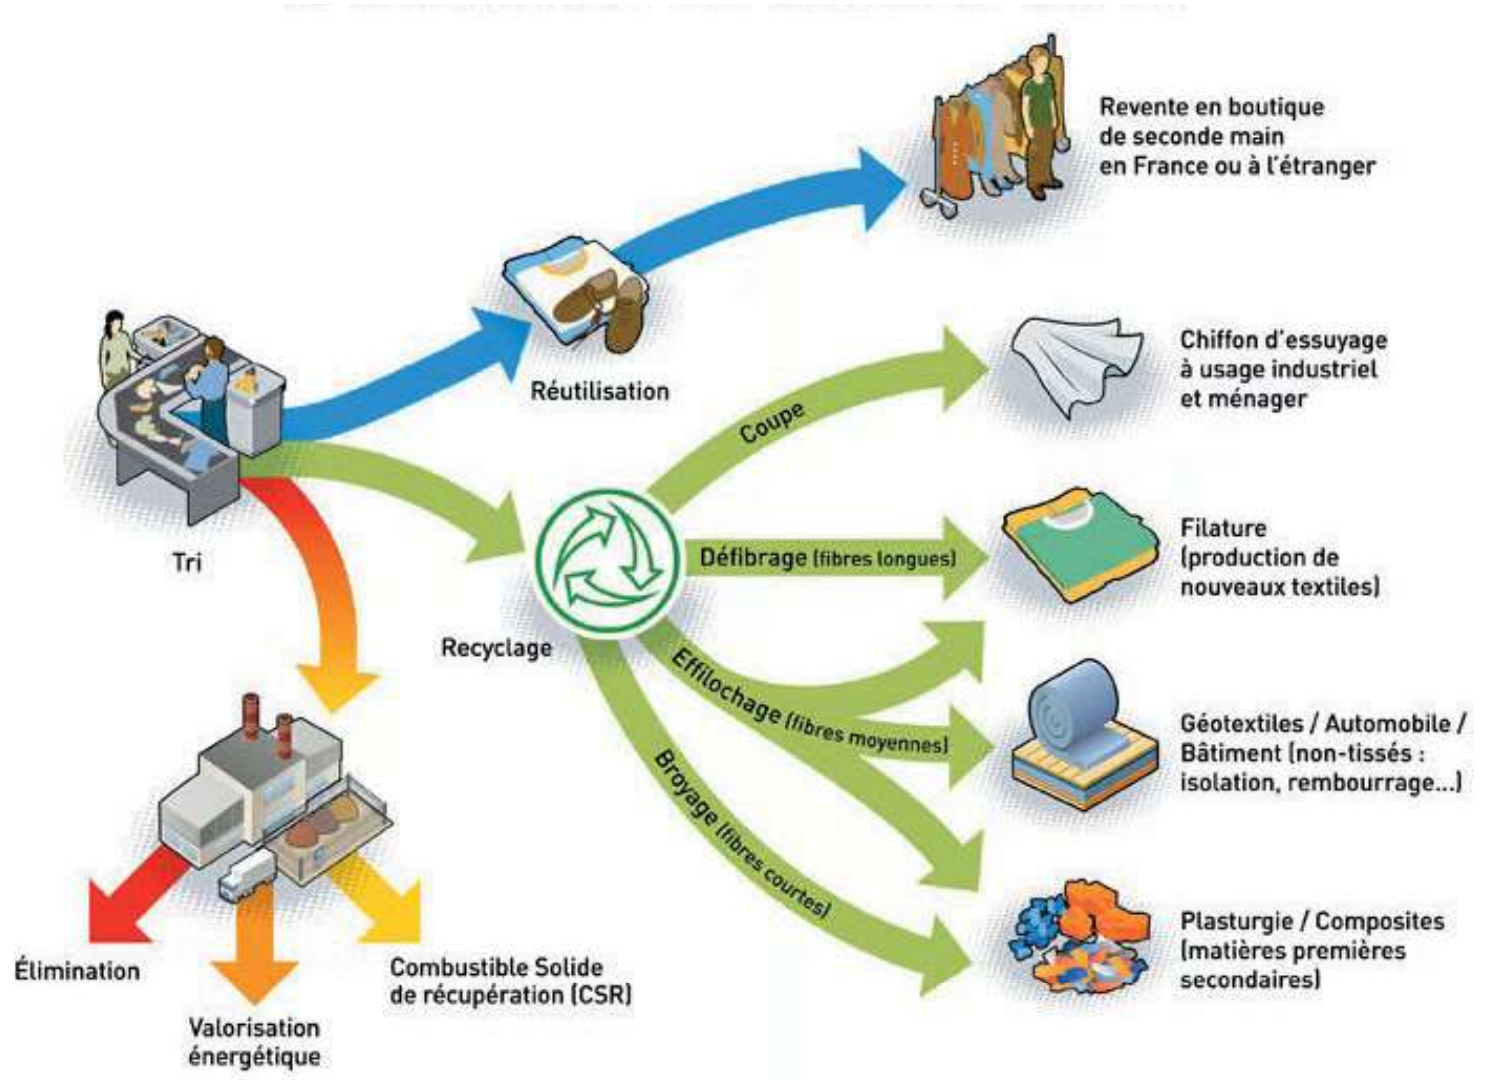 Revente en boutique
de seconde main
en France ou à l'étranger
Réutilisation
Chiffon d'essuyage
à usage industriel
et ménager
Coupe
Tri
Filature
(production de
nouveaux textiles)
Défibrage (fibres longues)
Recyclage
Effilochage (fibres moyennes)
Géotextiles / Automobile /
Bâtiment (non-tissés :
isolation, rembourrage...)
Broyage (fibres courtes)
Plasturgie / Composites
(matières premières
secondaires)
Élimination
Combustible Solide
de récupération (CSR)
Valorisation
énergétique